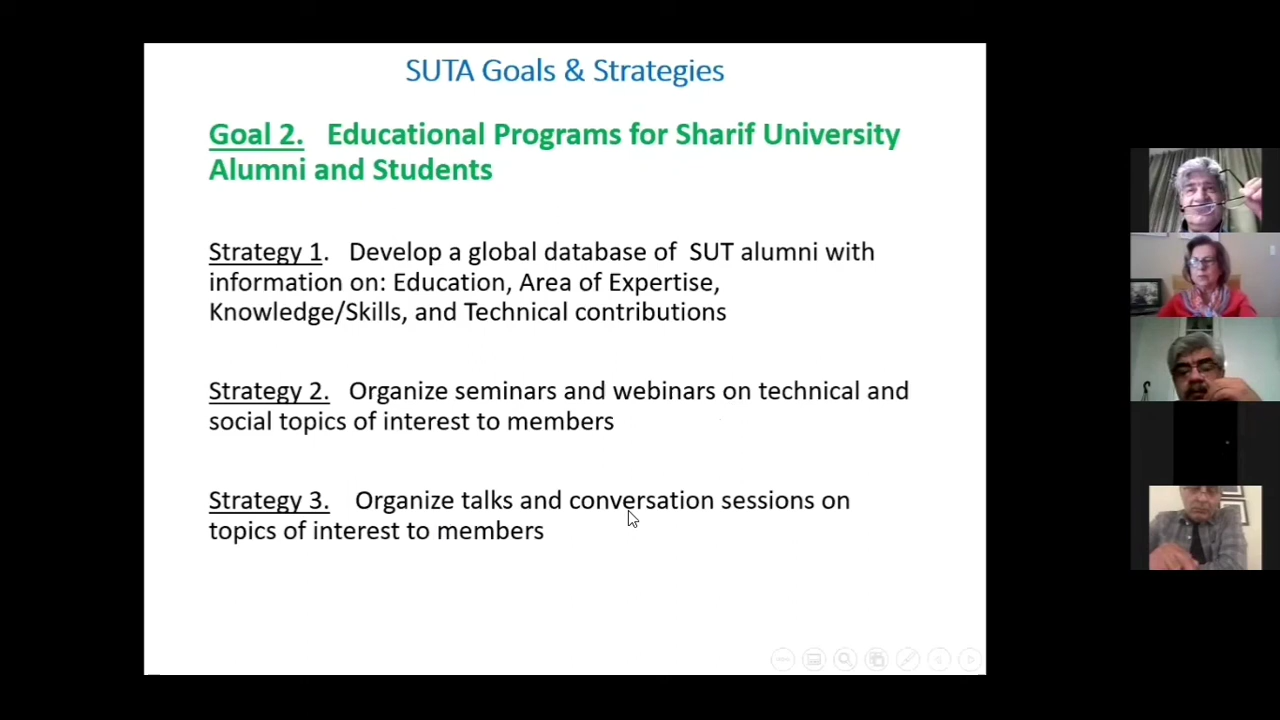 SUTA Goals & Strategies
Goal 2. Educational Programs for Sharif University
Alumni and Students
Strategy 1. Develop a global database of SUT alumni with
information on: Education, Area of Expertise,
Knowledge/Skills, and Technical contributions
Strategy 2. Organize seminars and webinars on technical and
social topics of interest to members
Strategy 3. Organize talks and conversation sessions on
topics of interest to members